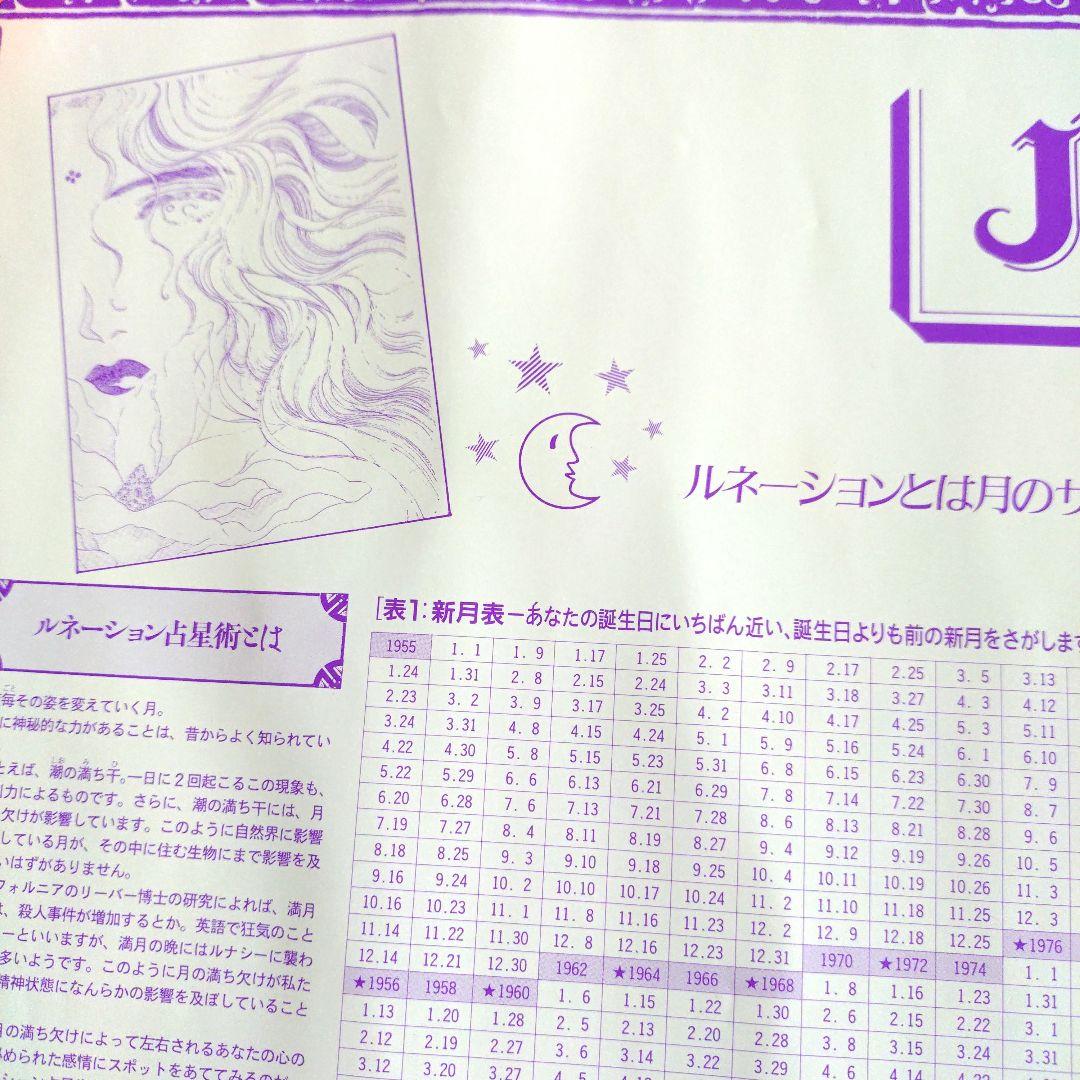 J
ルネーションとは月のサ
ルネーション占星術とは
毎その姿を変えていく月。
に神秘的な力があることは、昔からよく知られてい
とえば、潮の満ち干。一日に2回起こるこの現象も、
力によるものです。さらに、潮の満ち干には、月
欠けが影響しています。このように自然界に影響
している月が、その中に住む生物にまで影響を及
いはずがありません。
フォルニアのリーバー博士の研究によれば、満月
は、殺人事件が増加するとか。英語で狂気のこと
ーといいますが、満月の晩にはルナシーに襲わ
多いようです。このように月の満ち欠けが私た
精神状態になんらかの影響を及ぼしていること
の満ち欠けによって左右されるあなたの心の
められた感情にスポットをあててみるのが
[表1:新月表－あなたの誕生日にいちばん近い、誕生日よりも前の新月をさがします
1955 1. 1 1. 9 1.17 1.25 2. 2 2. 9 2.17 2.25 3. 5 3.13
1.24 1.31 2. 8 2.15 2.24 3. 3 3.11 3.18 3.27 4. 3 4.12
2.23 3. 2 3. 9 3.17 3.25 4. 2 4.10 4.17 4.25 5. 3 5.11
3.24 3.31 4. 8 4.15 4.24 5. 1 5. 9 5.16 5.24 6. 1 6.10
4.22 4.30 5. 8 5.15 5.23 5.31 6. 8 6.15 6.23 6.30 7. 9
5.22 5.29 6. 6 6.13 6.21 6.29 7. 8 7.14 7.22 7.30 8. 7
6.20 6.28 7. 6 7.13 7.21 7.28 8. 6 8.13 8.21 8.28 9. 6
7.19 7.27 8. 4 8.11 8.19 8.27 9. 4 9.12 9.19 9.26 10. 5
8.18 8.25 9. 3 9.10 9.18 9.25 10. 4 10.11 10.19 10.26 11. 3
9.16 9.24 10. 2 10.10 10.17 10.24 11. 2 11.10 11.18 11.25 12. 3
10.16 10.23 11. 1 11. 8 11.16 11.23 12. 2 12. 9 12.18 12.25 ★1976
11.14 11.22 11.30 12. 8 12.16 12.23 12.31 1970 ★1972 1974 1. 1
12.14 12.21 12.30 1962 ★1964 1966 ★1968 1. 8 1.16 1.23 1.31
★1956 1958 ★1960 1. 6 1.15 1.22 1.30 2. 6 2.15 2.22 3. 1
1.13 1.20 1.28 2. 5 2.13 2.20 2.28 3. 8 3.15 3.24 3.31
2.12 2.19 2.27 3. 6 3.14 3.22 3.29 4. 6 4.14 4.22
3.12 3.20 3.27 4. 5